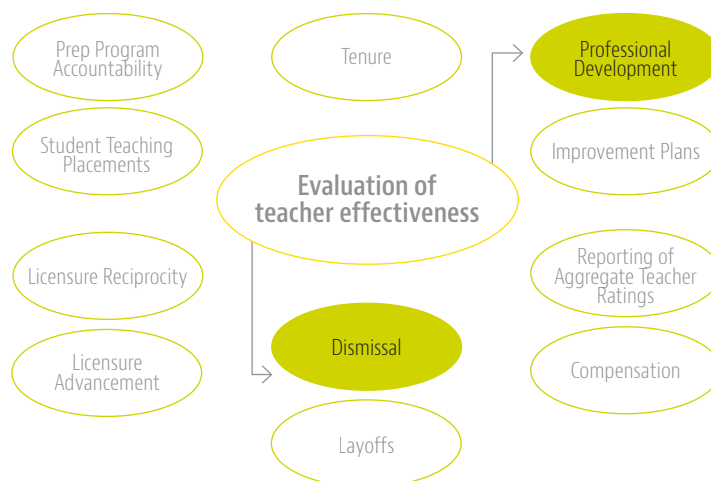 Prep Program
Accountability
Tenure
Professional
Development
Student Teaching
Placements
Improvement Plans
Evaluation of
teacher effectiveness
Licensure Reciprocity
Reporting of
Aggregate Teacher
Ratings
Dismissal
Licensure
Advancement
Compensation
Layoffs